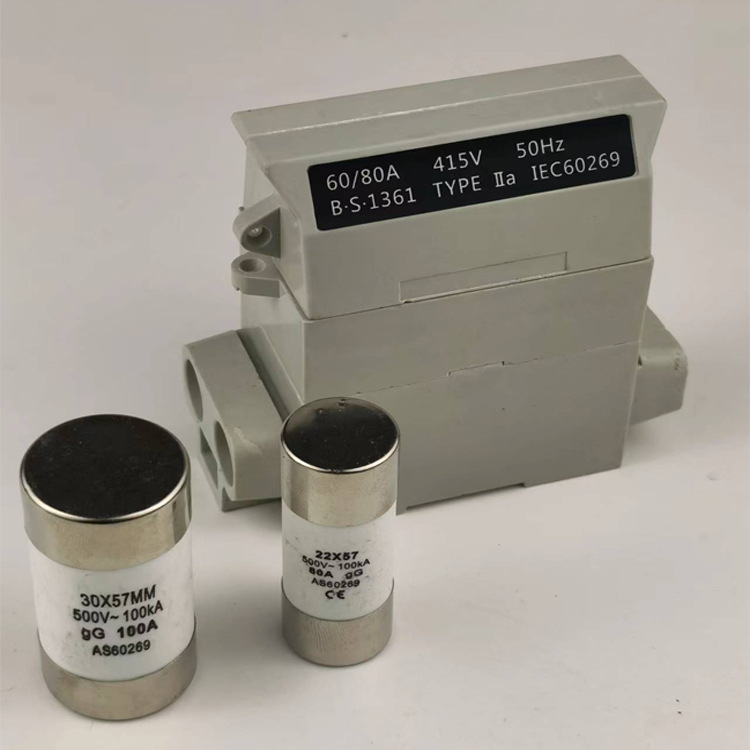 60/80A 415V 50Hz
B·S·1361 TYPE Ⅱa IEC60269
30X57MM
500V~ 100kA
gG 100A
AS60269
22X57
500V~ 100kA
80A gG
AS60269
CE